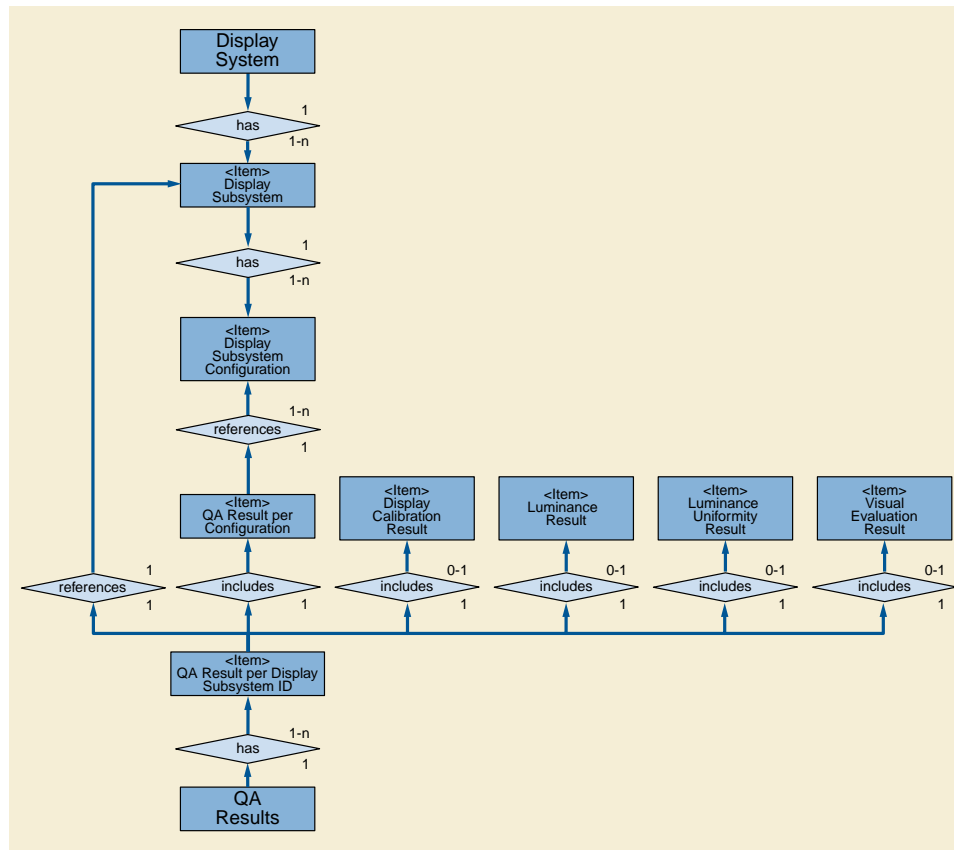 Display
System
1
has
1-n
<Item>
Display
Subsystem
1
has
1-n
<Item>
Display
Subsystem
Configuration
1-n
references
1
<Item>
QA Result per
Configuration
<Item>
Display
Calibration
Result
<Item>
Luminance
Result
<Item>
Luminance
Uniformity
Result
<Item>
Visual
Evaluation
Result
1
references
1
1
includes
1
0-1
includes
1
0-1
includes
1
0-1
includes
1
0-1
includes
1
<Item>
QA Result per Display
Subsystem ID
1-n
has
1
QA
Results